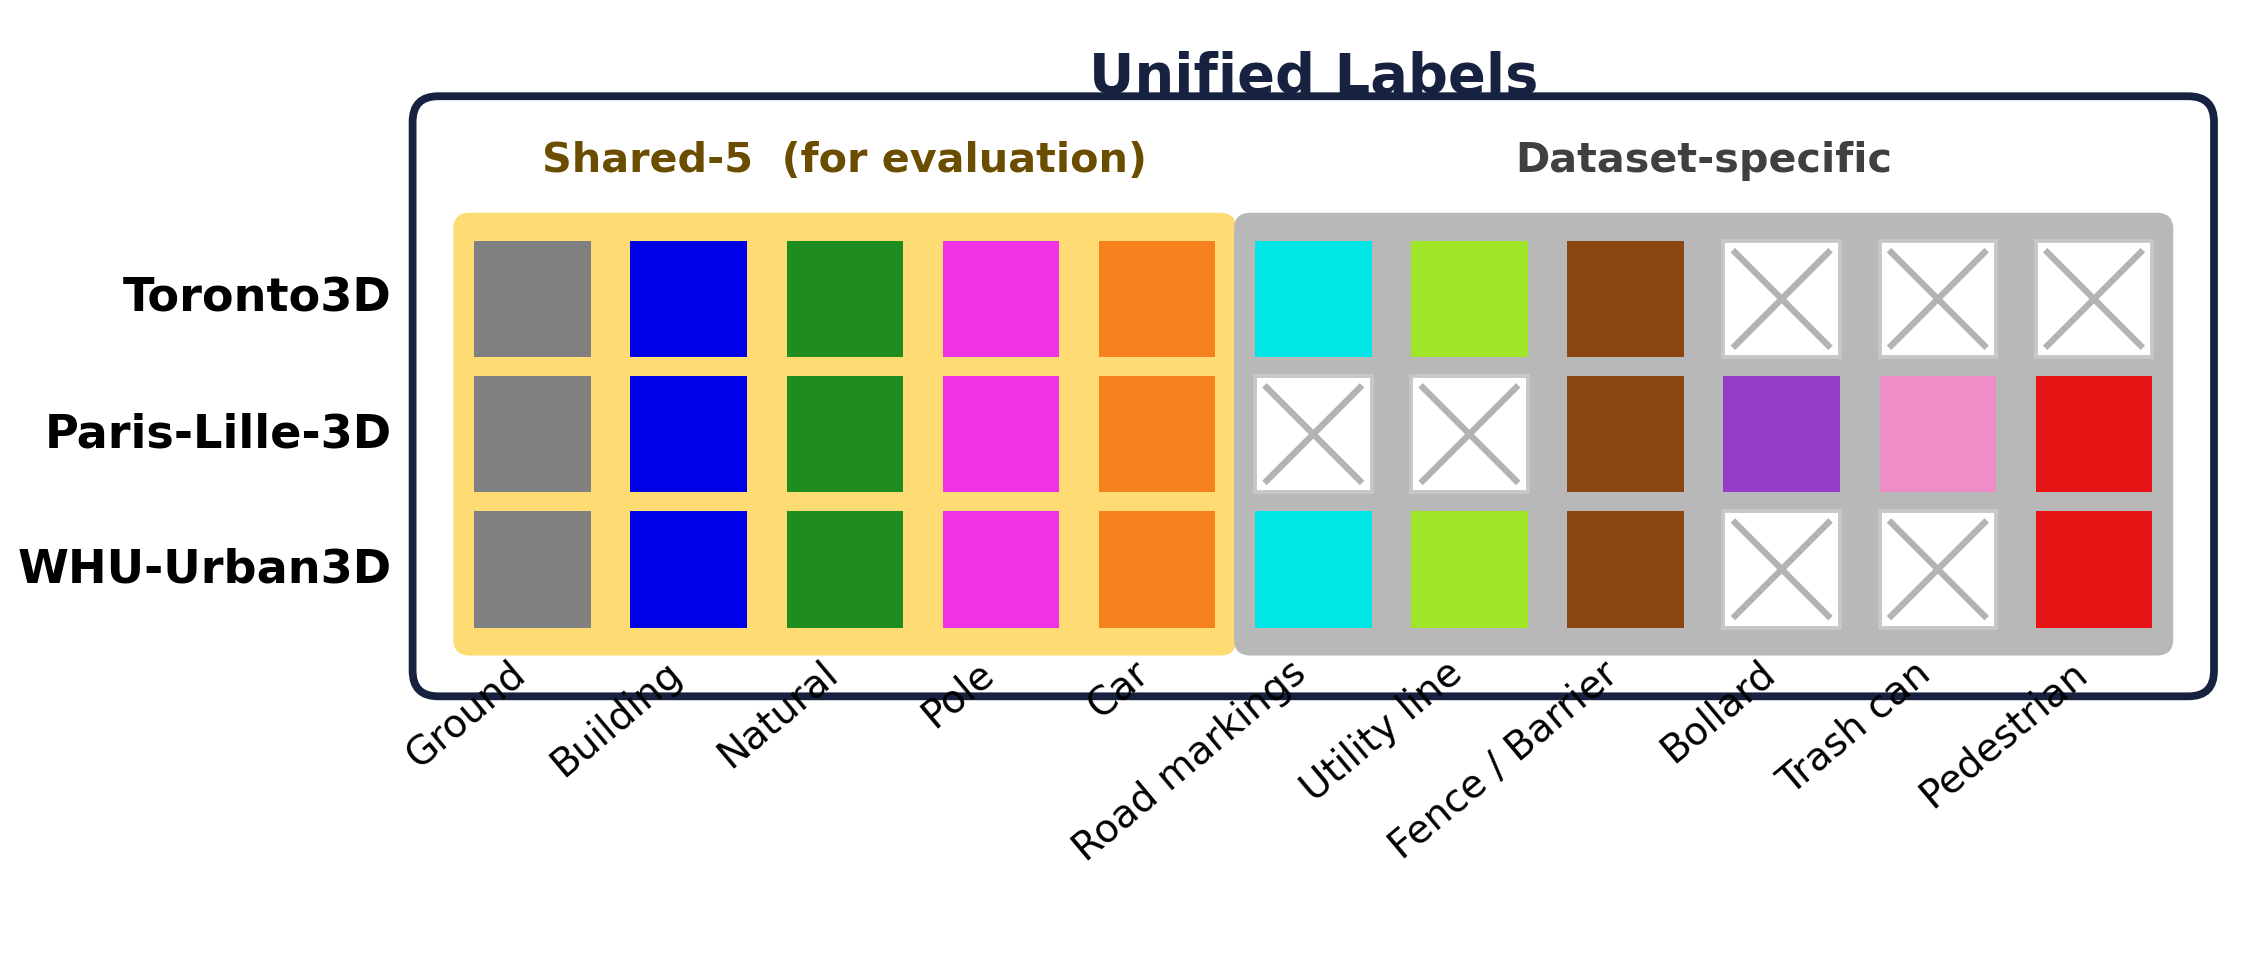 Unified Labels
Shared-5 (for evaluation)
Dataset-specific
Toronto3D
Paris-Lille-3D
WHU-Urban3D
Ground
Building
Natural
Pole
Car
Road markings
Utility line
Fence / Barrier
Bollard
Trash can
Pedestrian